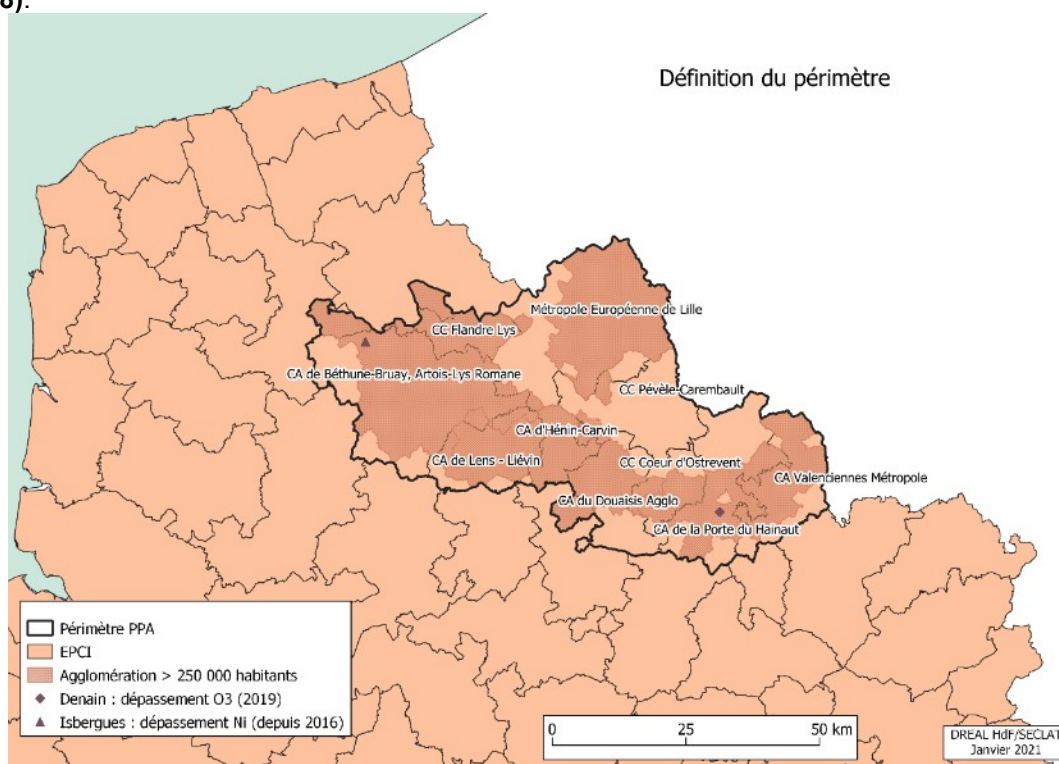 6).
Définition du périmètre
Métropole Européenne de Lille
CC Flandre Lys
CA de Béthune-Bruay, Artois-Lys Romane
CC Pévèle-Carembault
CA d'Hénin-Carvin
CA de Lens - Liévin
CC Coeur d'Ostrevent
CA Valenciennes Métropole
CA du Douaisis Agglo
CA de la Porte du Hainaut
Périmètre PPA
EPCI
Agglomération > 250 000 habitants
Denain : dépassement O3 (2019)
Isbergues : dépassement Ni (depuis 2016)
0 25 50 km
DREAL HdF/SECLAT
Janvier 2021